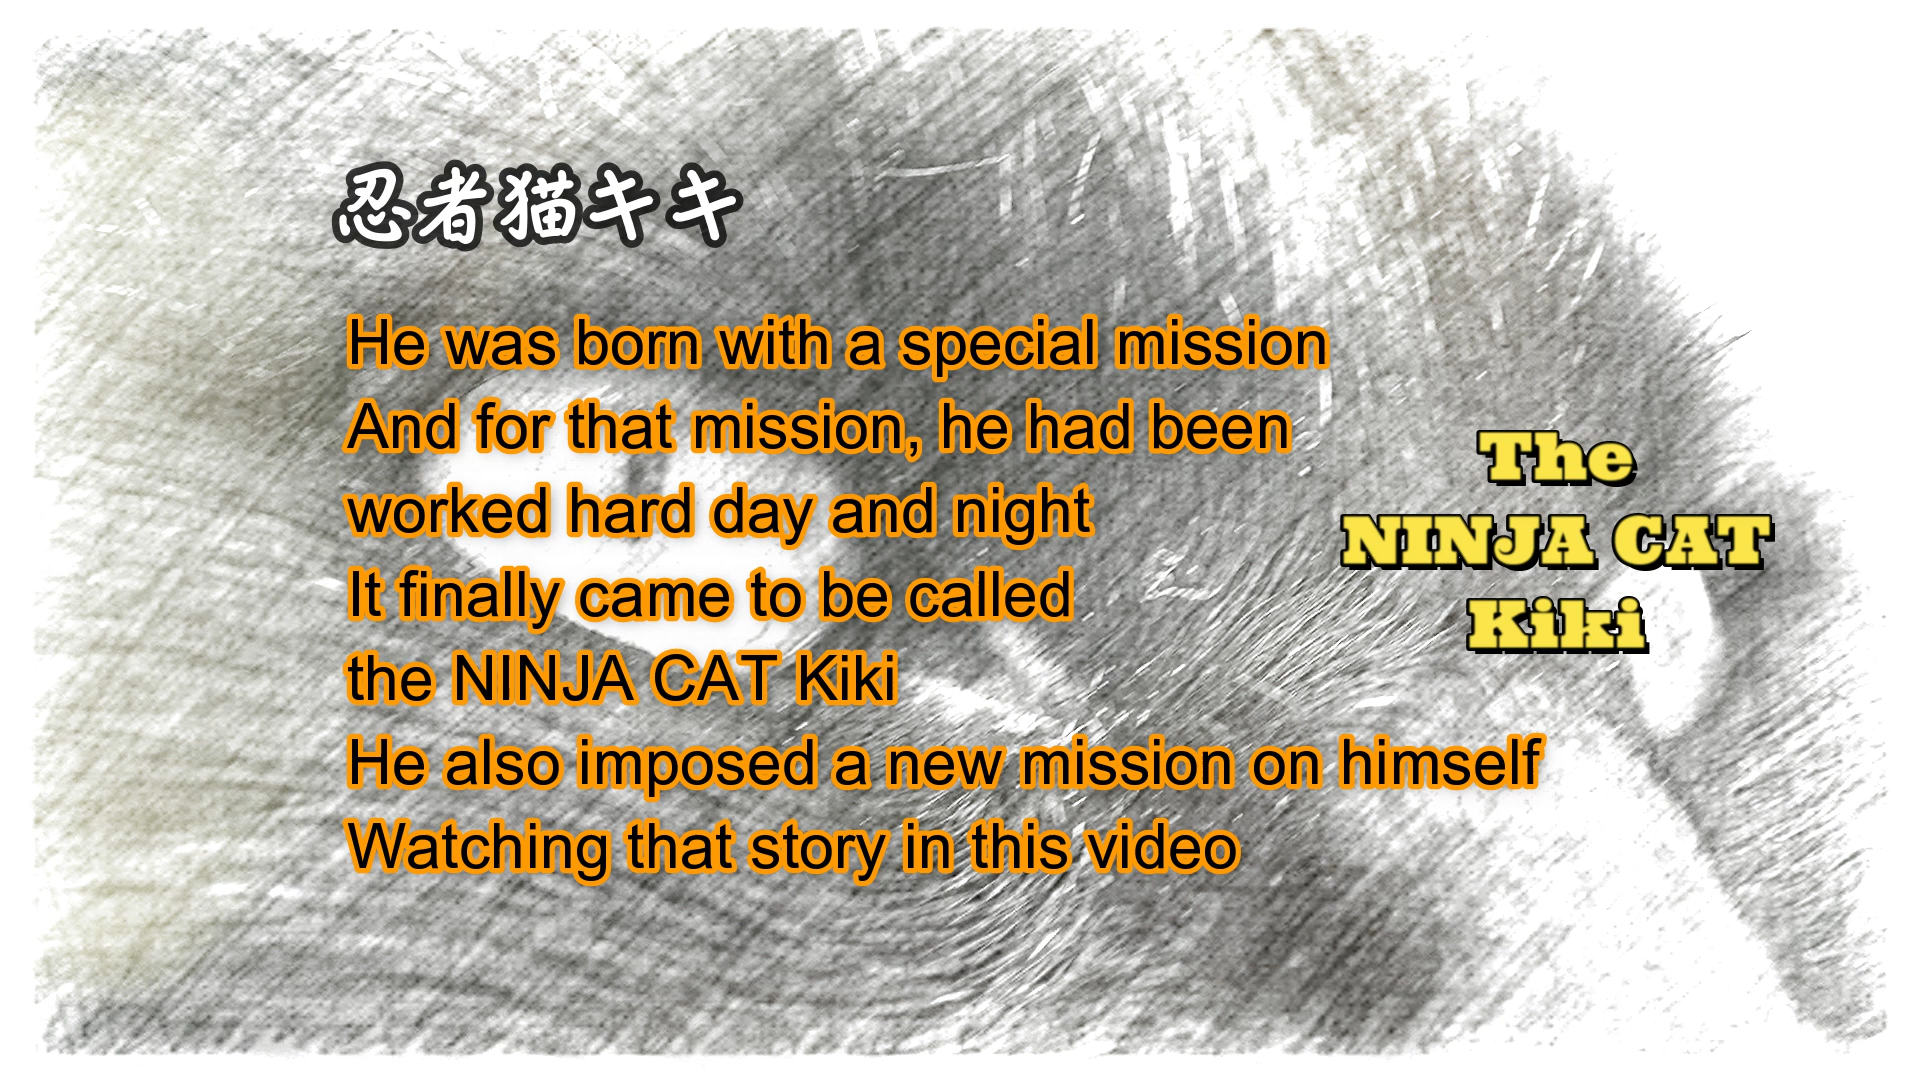 忍者猫キキ
He was born with a special mission
And for that mission, he had been
worked hard day and night
It finally came to be called
the NINJA CAT Kiki
He also imposed a new mission on himself
Watching that story in this video
The
NINJA CAT
Kiki